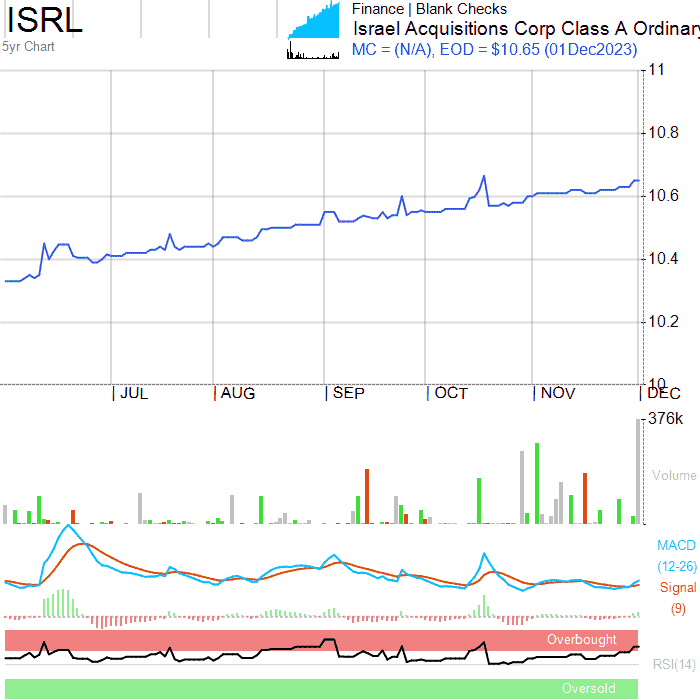 ISRL
5yr Chart
Finance | Blank Checks
Israel Acquisitions Corp Class A Ordinary
MC = (N/A), EOD = $10.65 (01Dec2023)
11
10.8
10.6
10.4
10.2
10
JUL
AUG
SEP
OCT
NOV
DEC
376k
Volume
MACD
(12-26)
Signal
(9)
Overbought
RSI(14)
Oversold